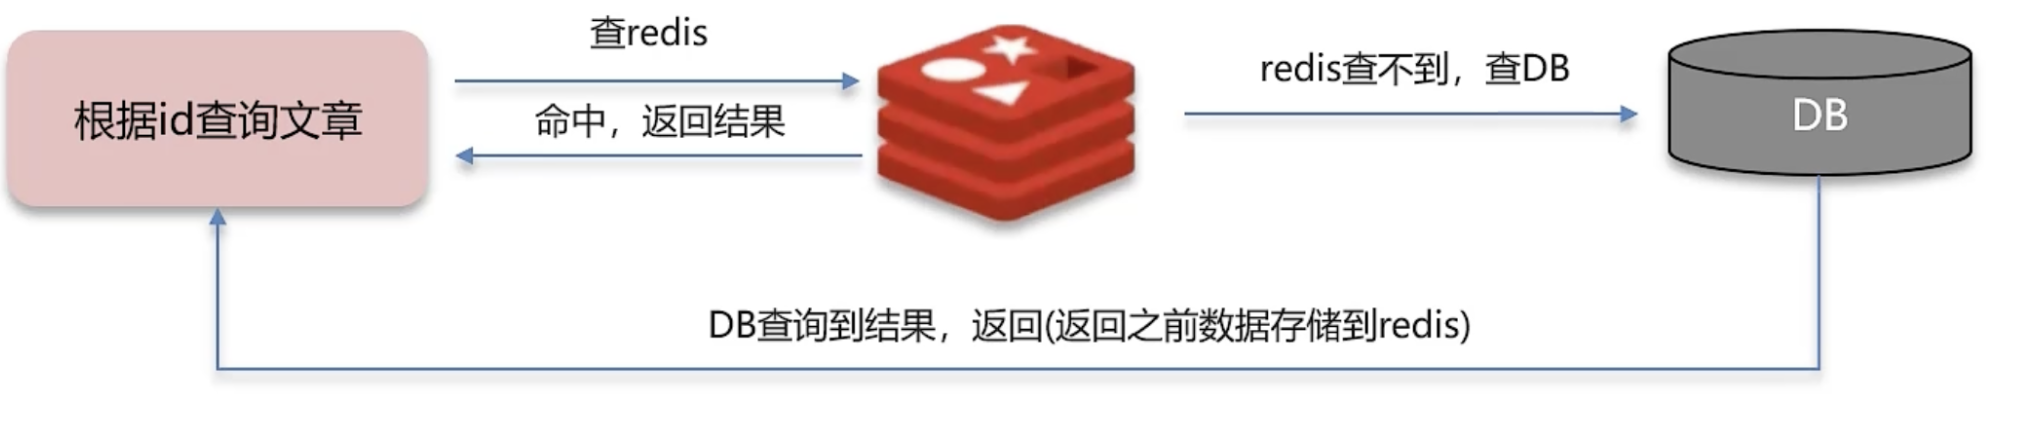 查redis
根据id查询文章
命中，返回结果
redis查不到，查DB
DB
DB查询到结果，返回(返回之前数据存储到redis)